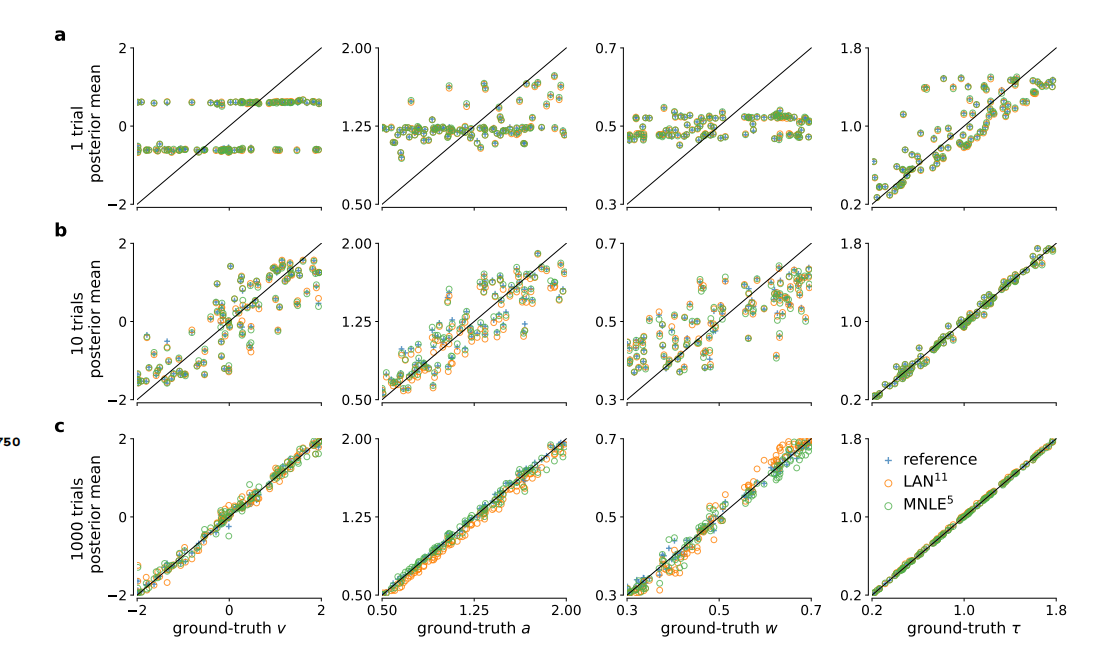 a
1 trial
posterior mean
2
0
−2
2.00
1.25
0.50
0.7
0.5
0.3
1.8
1.0
0.2
b
10 trials
posterior mean
2
0
−2
2.00
1.25
0.50
0.7
0.5
0.3
1.8
1.0
0.2
750
c
1000 trials
posterior mean
2
0
−2
2.00
1.25
0.50
0.7
0.5
0.3
1.8
1.0
0.2
reference
LAN¹¹
MNLE⁵
−2 0 2
0.50 1.25 2.00
0.3 0.5 0.7
0.2 1.0 1.8
ground-truth v
ground-truth a
ground-truth w
ground-truth τ